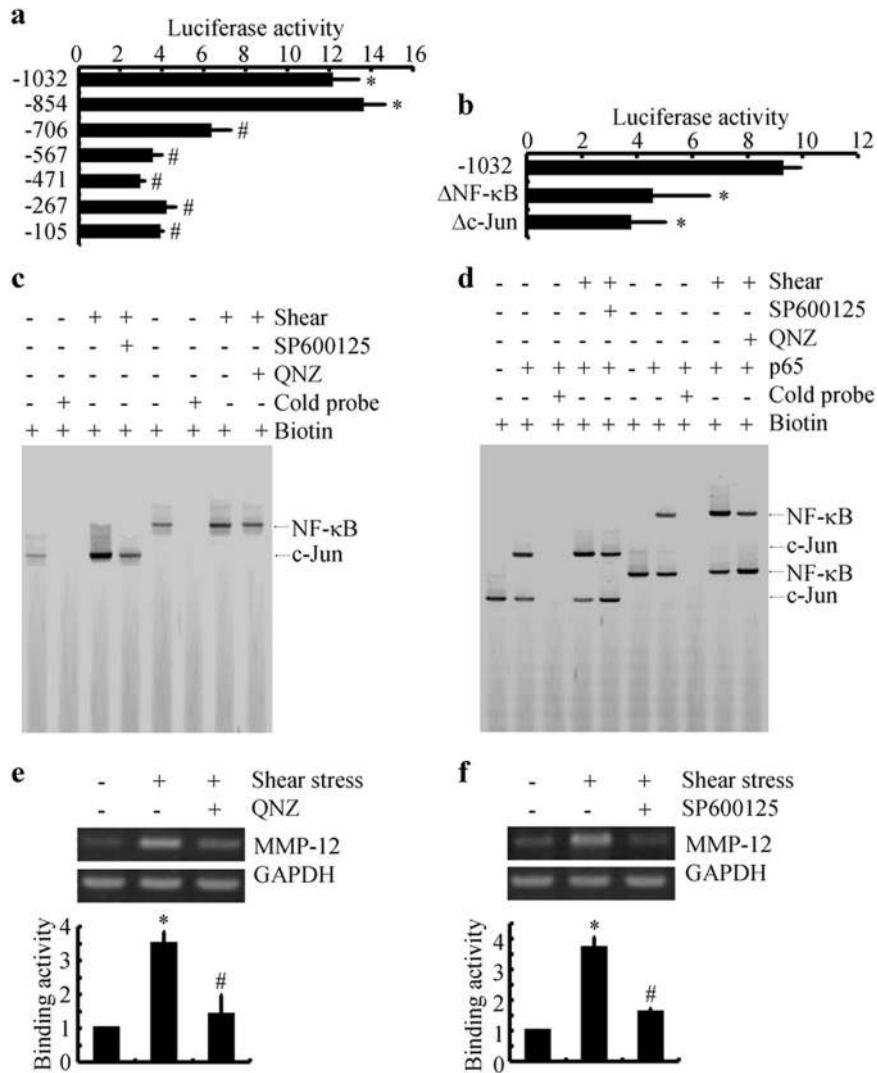 a
Luciferase activity
0 2 4 6 8 10 12 14 16
-1032 *
-854 *
-706 #
-567 #
-471 #
-267 #
-105 #
b
Luciferase activity
0 2 4 6 8 10 12
-1032
ΔNF-κB *
Δc-Jun *
c
- - + + - - + + Shear
- - - + - - - - SP600125
- - - - - - - + QNZ
- + - - - + - - Cold probe
+ + + + + + + + Biotin
NF-κB
c-Jun
d
- - - + + - - - + + Shear
- - - - + - - - - - SP600125
- - - - - - - - - + QNZ
- + + + + - + + + + p65
- - + - - - - + - - Cold probe
+ + + + + + + + + + Biotin
NF-κB
c-Jun
NF-κB
c-Jun
e
- + + Shear stress
- - + QNZ
MMP-12
GAPDH
Binding activity
4
3
2
1
0
* #
f
- + + Shear stress
- - + SP600125
MMP-12
GAPDH
Binding activity
4
3
2
1
0
* #